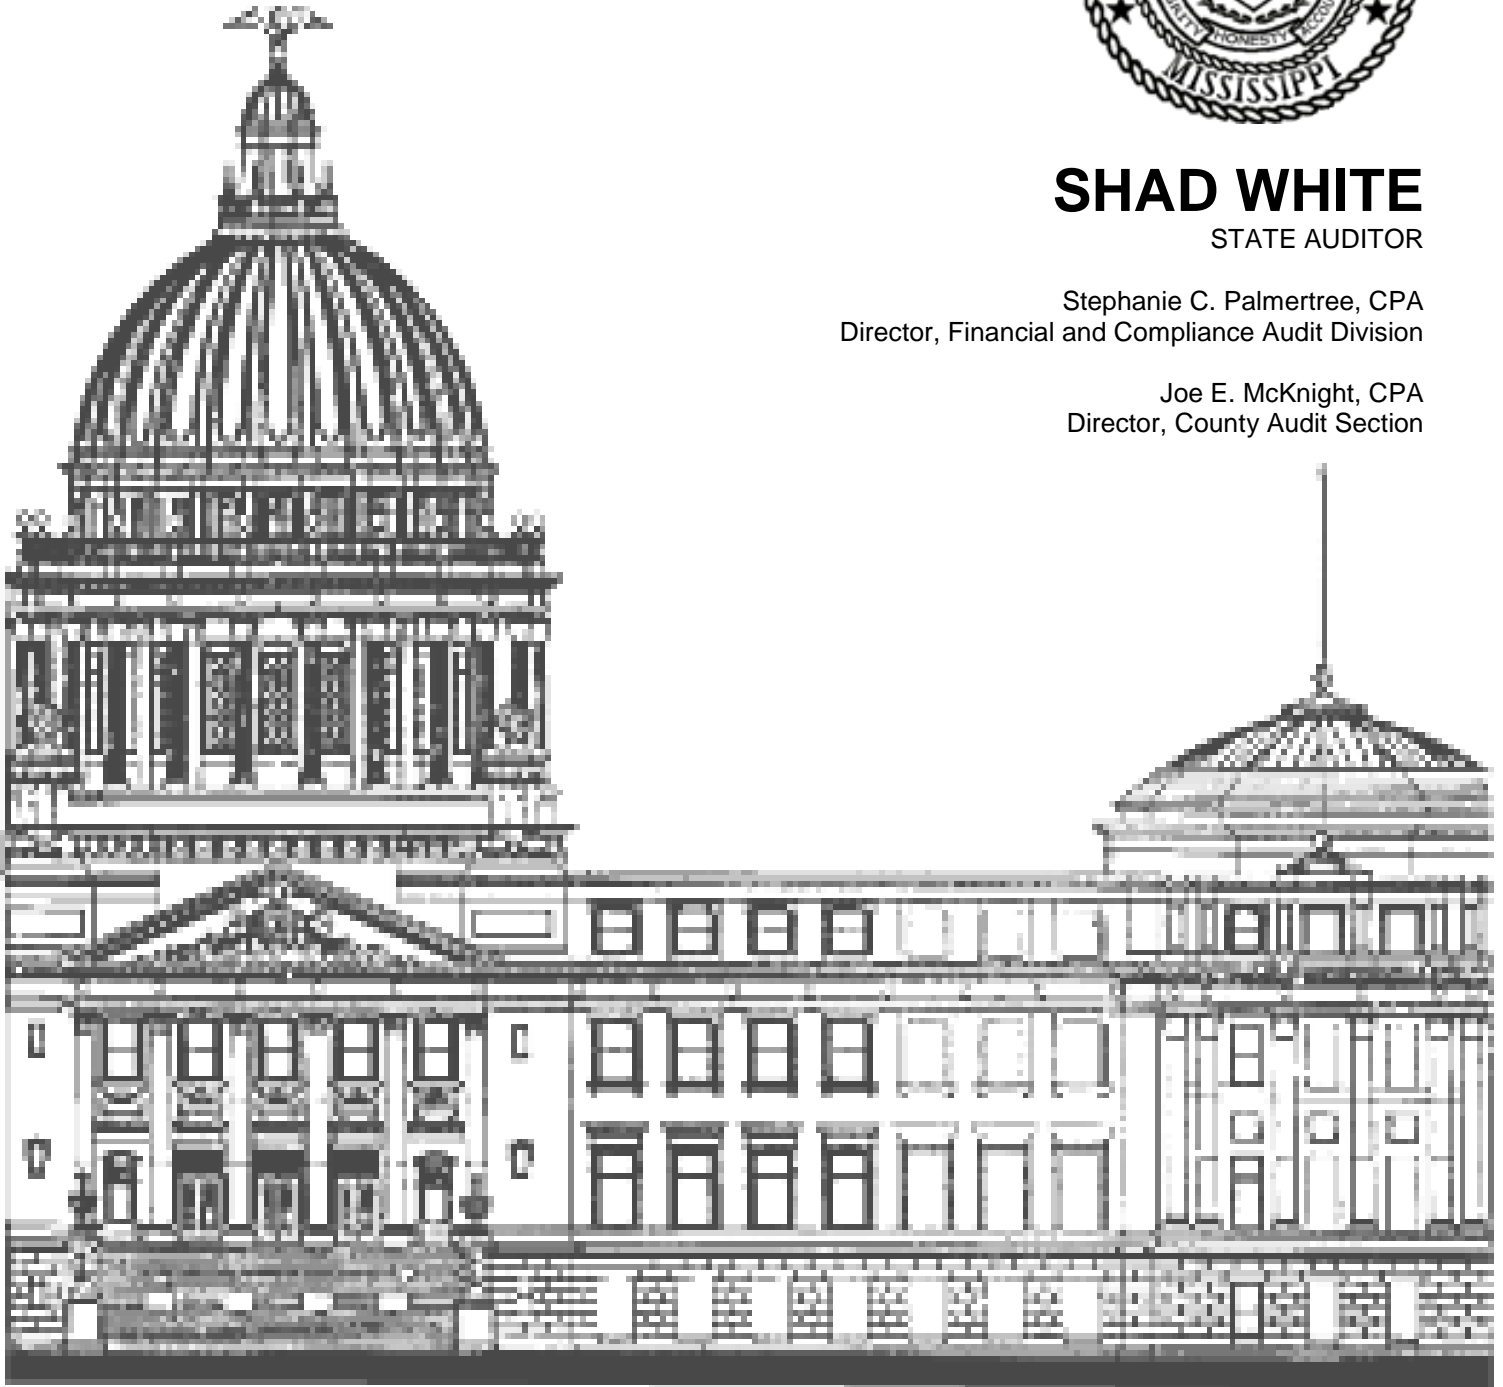 HONESTY
MISSISSIPPI
SHAD WHITE
STATE AUDITOR
Stephanie C. Palmertree, CPA
Director, Financial and Compliance Audit Division
Joe E. McKnight, CPA
Director, County Audit Section